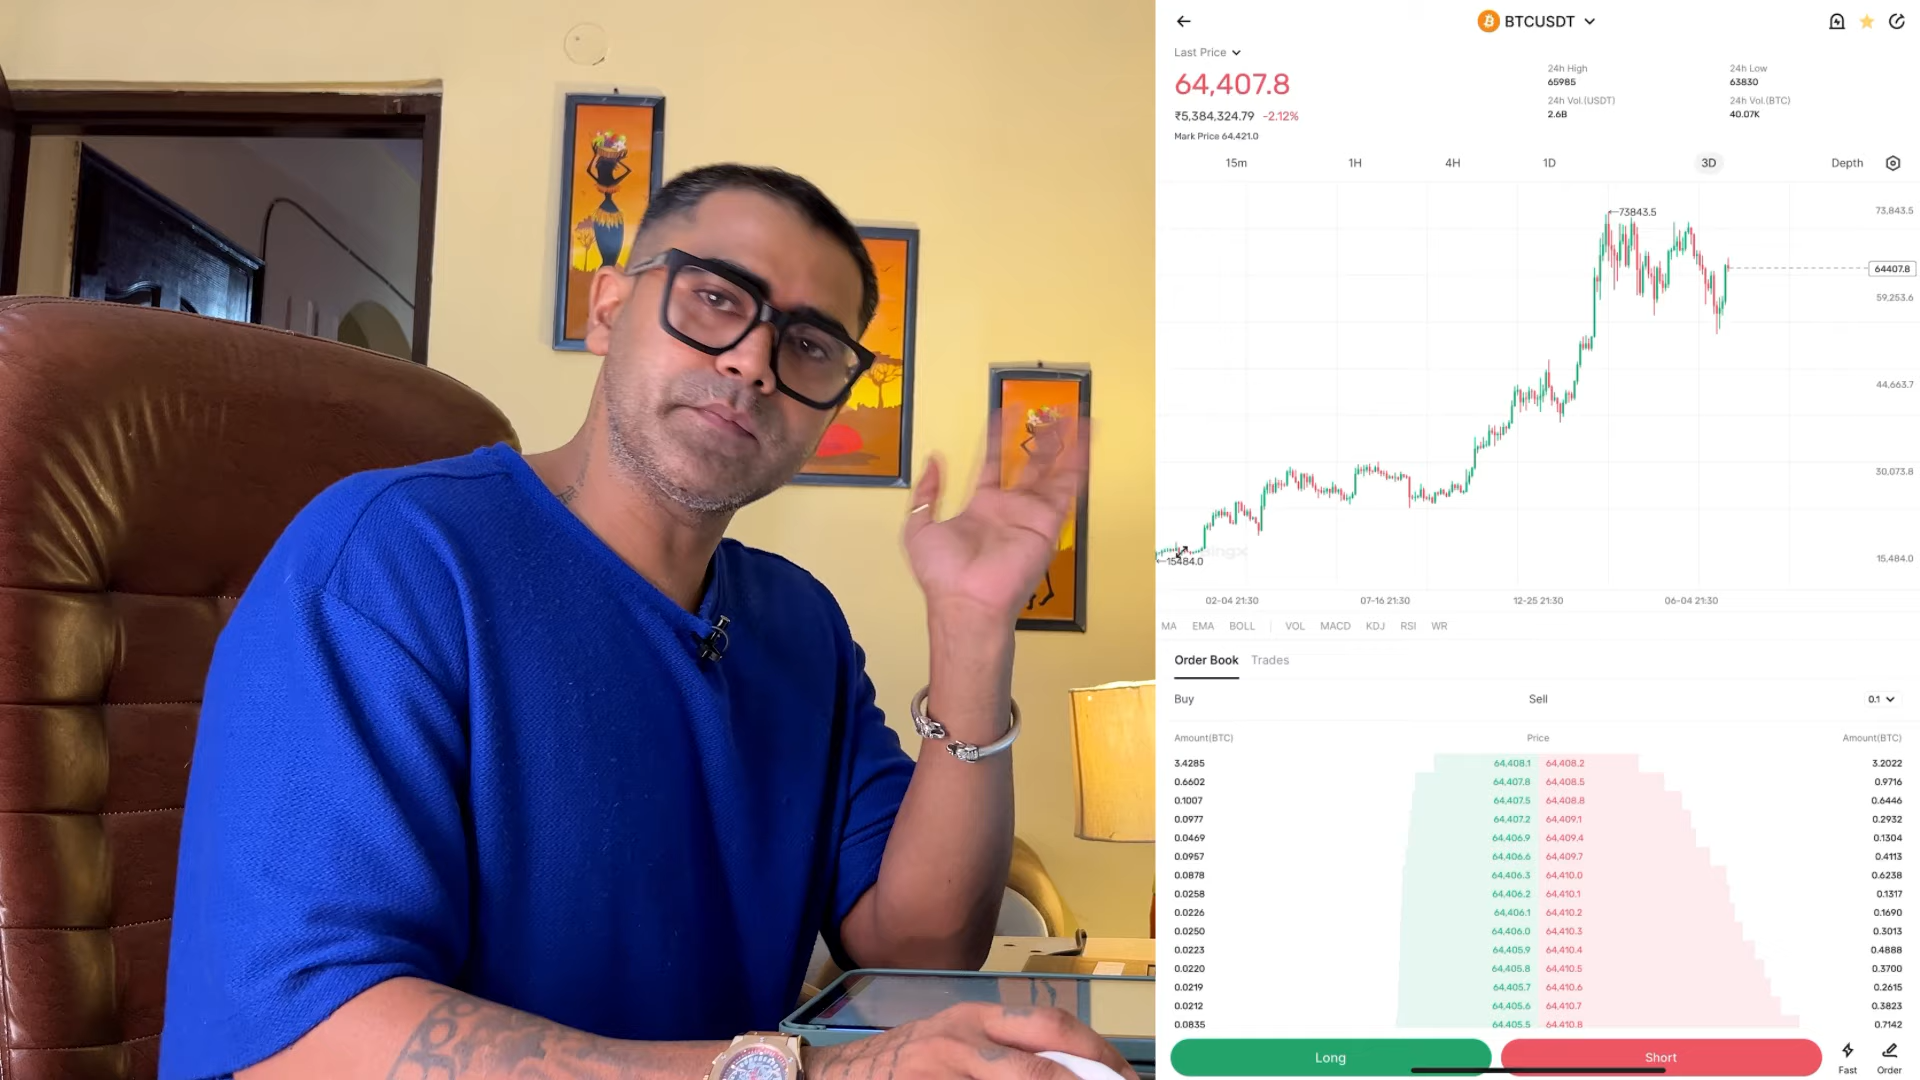 BTCUSDT
Last Price
64,407.8
₹5,384,324.79 -2.12%
Mark Price 64,421.0
24h High
65985
24h Low
63830
24h Vol.(USDT)
2.6B
24h Vol.(BTC)
40.07K
15m 1H 4H 1D 3D Depth
73843.5
73,843.5
64407.8
59,253.6
44,663.7
30,073.8
15,484.0
15484.0
02-04 21:30 07-16 21:30 12-25 21:30 06-04 21:30
MA EMA BOLL VOL MACD KDJ RSI WR
Order Book Trades
Buy Sell 0.1
Amount(BTC) Price Amount(BTC)
3.4285 64,408.1 64,408.2 3.2022
0.6602 64,407.8 64,408.5 0.9716
0.1007 64,407.5 64,408.8 0.6446
0.0977 64,407.2 64,409.1 0.2932
0.0469 64,406.9 64,409.4 0.1304
0.0957 64,406.6 64,409.7 0.4113
0.0878 64,406.3 64,410.0 0.6238
0.0258 64,406.2 64,410.1 0.1317
0.0226 64,406.1 64,410.2 0.1690
0.0250 64,406.0 64,410.3 0.3013
0.0223 64,405.9 64,410.4 0.4888
0.0220 64,405.8 64,410.5 0.3700
0.0219 64,405.7 64,410.6 0.2615
0.0212 64,405.6 64,410.7 0.3823
0.0835 64,405.5 64,410.8 0.7142
Long Short Fast Order